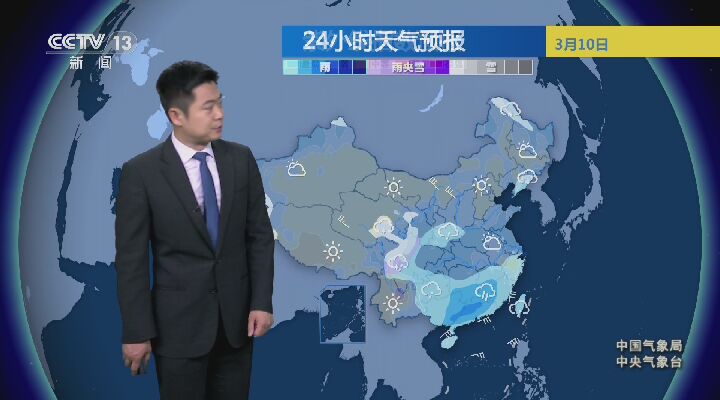 CCTV 13
新闻
24小时天气预报
3月10日
雨
雨夹雪
雪
中国气象局
中央气象台